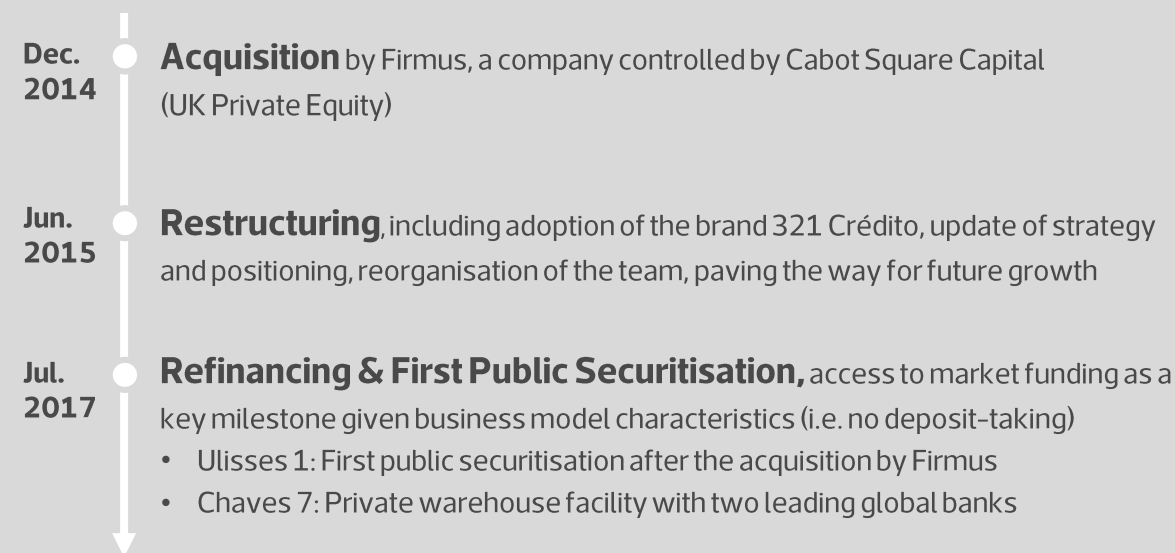 Dec.
2014
Acquisition by Firmus, a company controlled by Cabot Square Capital
(UK Private Equity)
Jun.
2015
Restructuring, including adoption of the brand 321 Crédito, update of strategy
and positioning, reorganisation of the team, paving the way for future growth
Jul.
2017
Refinancing & First Public Securitisation, access to market funding as a
key milestone given business model characteristics (i.e. no deposit-taking)
• Ulisses 1: First public securitisation after the acquisition by Firmus
• Chaves 7: Private warehouse facility with two leading global banks